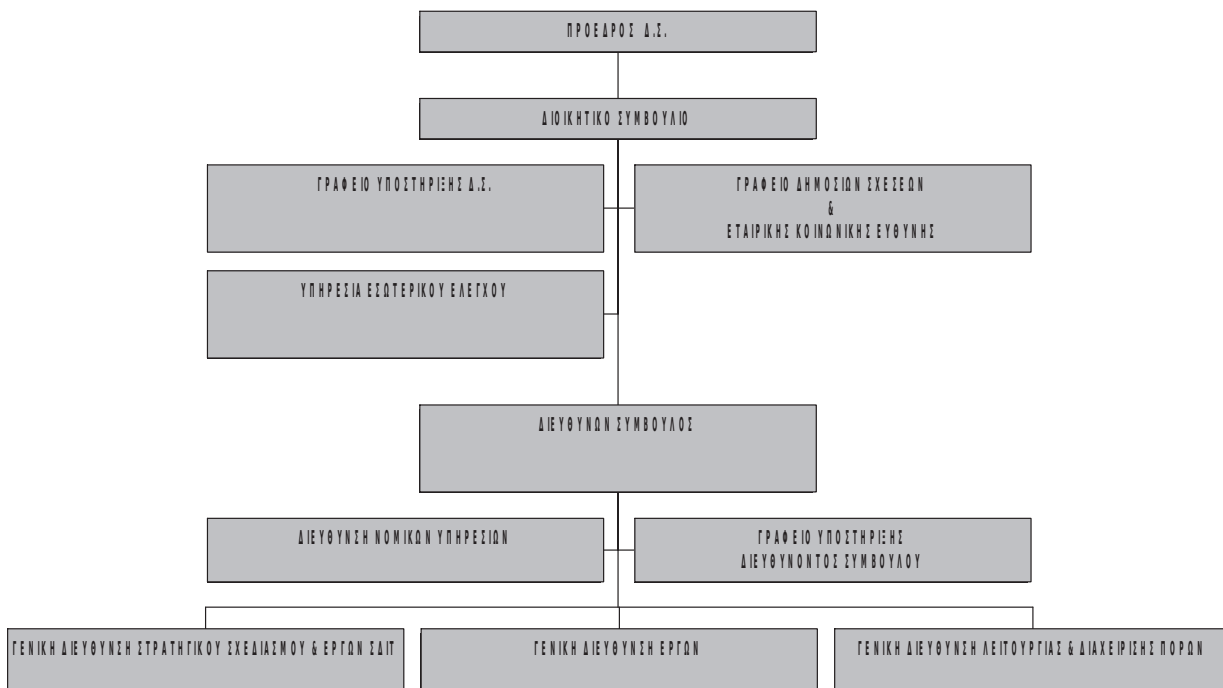 ΠΡΟΕΔΡΟΣ Δ.Σ.
ΔΙΟΙΚΗΤΙΚΟ ΣΥΜΒΟΥΛΙΟ
ΓΡΑΦΕΙΟ ΥΠΟΣΤΗΡΙΞΗΣ Δ.Σ.
ΓΡΑΦΕΙΟ ΔΗΜΟΣΙΩΝ ΣΧΕΣΕΩΝ
&
ΕΤΑΙΡΙΚΗΣ ΚΟΙΝΩΝΙΚΗΣ ΕΥΘΥΝΗΣ
ΥΠΗΡΕΣΙΑ ΕΣΩΤΕΡΙΚΟΥ ΕΛΕΓΧΟΥ
ΔΙΕΥΘΥΝΩΝ ΣΥΜΒΟΥΛΟΣ
ΔΙΕΥΘΥΝΣΗ ΝΟΜΙΚΩΝ ΥΠΗΡΕΣΙΩΝ
ΓΡΑΦΕΙΟ ΥΠΟΣΤΗΡΙΞΗΣ
ΔΙΕΥΘΥΝΟΝΤΟΣ ΣΥΜΒΟΥΛΟΥ
ΓΕΝΙΚΗ ΔΙΕΥΘΥΝΣΗ ΣΤΡΑΤΗΓΙΚΟΥ ΣΧΕΔΙΑΣΜΟΥ & ΕΡΓΩΝ ΣΔΙΤ
ΓΕΝΙΚΗ ΔΙΕΥΘΥΝΣΗ ΕΡΓΩΝ
ΓΕΝΙΚΗ ΔΙΕΥΘΥΝΣΗ ΛΕΙΤΟΥΡΓΙΑΣ & ΔΙΑΧΕΙΡΙΣΗΣ ΠΟΡΩΝ